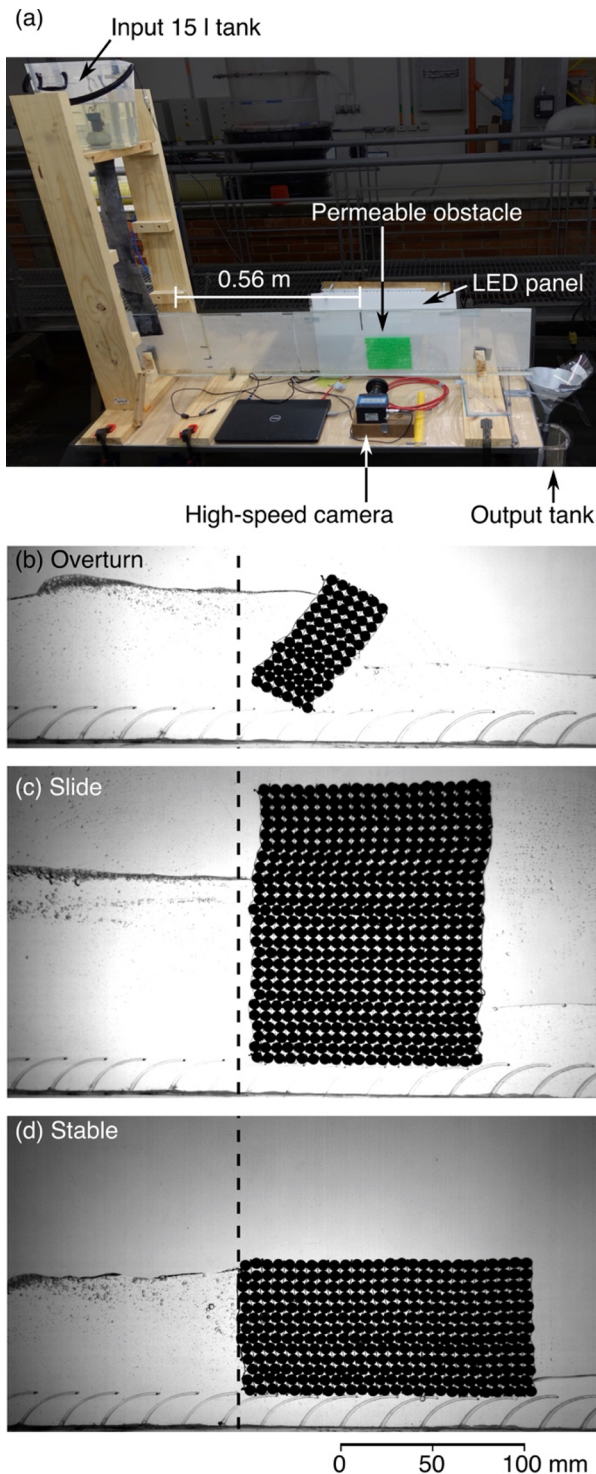 (a)
Input 15 l tank
Permeable obstacle
0.56 m
LED panel
High-speed camera
Output tank
(b) Overturn
(c) Slide
(d) Stable
0 50 100 mm